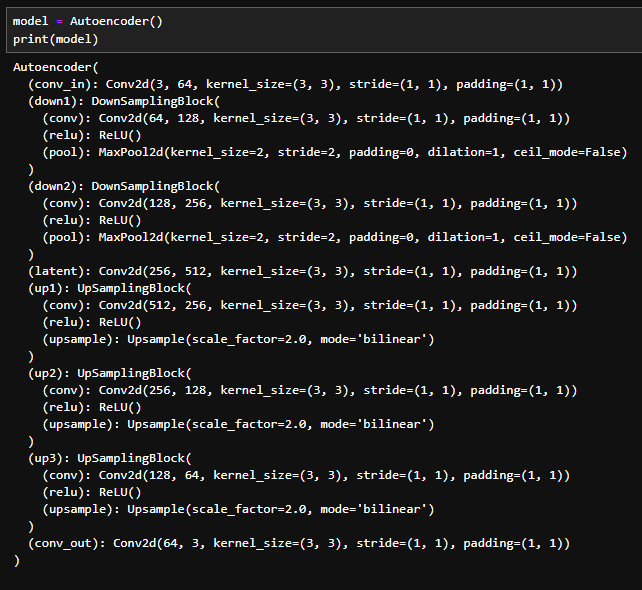 model = Autoencoder()
print(model)
Autoencoder(
  (conv_in): Conv2d(3, 64, kernel_size=(3, 3), stride=(1, 1), padding=(1, 1))
  (down1): DownSamplingBlock(
    (conv): Conv2d(64, 128, kernel_size=(3, 3), stride=(1, 1), padding=(1, 1))
    (relu): ReLU()
    (pool): MaxPool2d(kernel_size=2, stride=2, padding=0, dilation=1, ceil_mode=False)
  )
  (down2): DownSamplingBlock(
    (conv): Conv2d(128, 256, kernel_size=(3, 3), stride=(1, 1), padding=(1, 1))
    (relu): ReLU()
    (pool): MaxPool2d(kernel_size=2, stride=2, padding=0, dilation=1, ceil_mode=False)
  )
  (latent): Conv2d(256, 512, kernel_size=(3, 3), stride=(1, 1), padding=(1, 1))
  (up1): UpSamplingBlock(
    (conv): Conv2d(512, 256, kernel_size=(3, 3), stride=(1, 1), padding=(1, 1))
    (relu): ReLU()
    (upsample): Upsample(scale_factor=2.0, mode='bilinear')
  )
  (up2): UpSamplingBlock(
    (conv): Conv2d(256, 128, kernel_size=(3, 3), stride=(1, 1), padding=(1, 1))
    (relu): ReLU()
    (upsample): Upsample(scale_factor=2.0, mode='bilinear')
  )
  (up3): UpSamplingBlock(
    (conv): Conv2d(128, 64, kernel_size=(3, 3), stride=(1, 1), padding=(1, 1))
    (relu): ReLU()
    (upsample): Upsample(scale_factor=2.0, mode='bilinear')
  )
  (conv_out): Conv2d(64, 3, kernel_size=(3, 3), stride=(1, 1), padding=(1, 1))
)